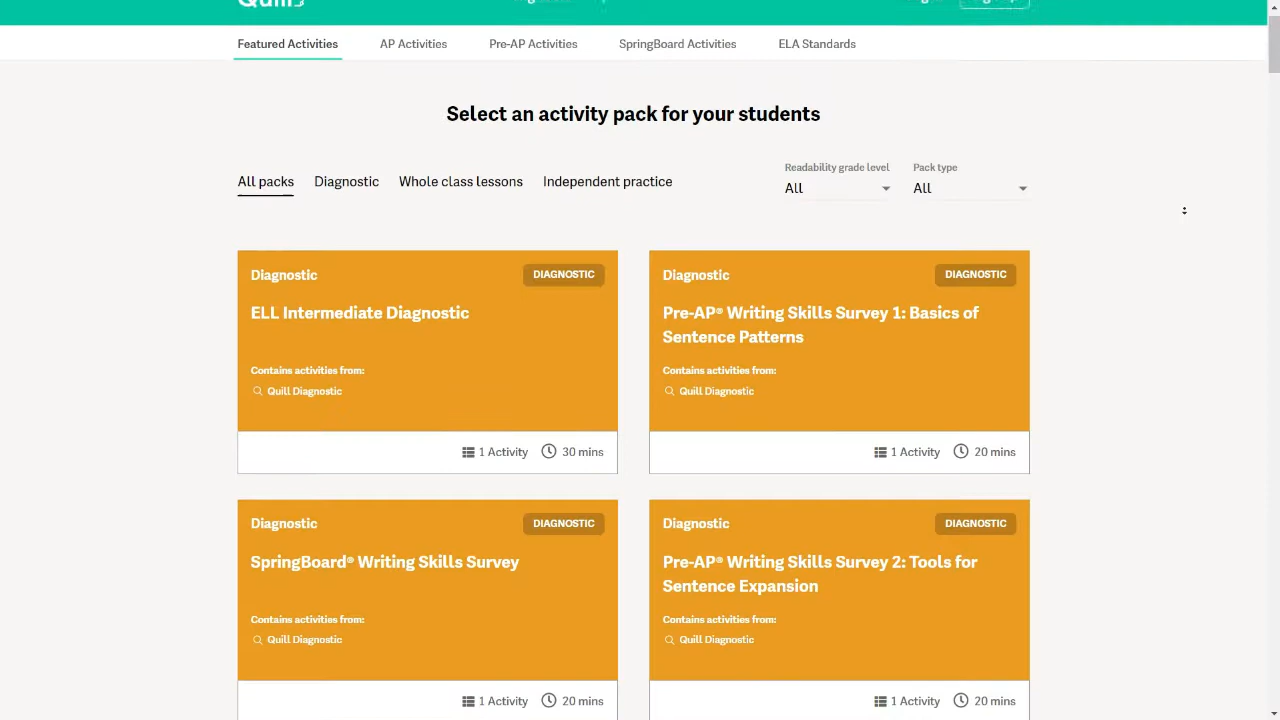 Featured Activities
AP Activities
Pre-AP Activities
SpringBoard Activities
ELA Standards
Select an activity pack for your students
All packs
Diagnostic
Whole class lessons
Independent practice
Readability grade level
All
Pack type
All
Diagnostic
DIAGNOSTIC
ELL Intermediate Diagnostic
Contains activities from:
Quill Diagnostic
1 Activity
30 mins
Diagnostic
DIAGNOSTIC
Pre-AP® Writing Skills Survey 1: Basics of
Sentence Patterns
Contains activities from:
Quill Diagnostic
1 Activity
20 mins
Diagnostic
DIAGNOSTIC
SpringBoard® Writing Skills Survey
Contains activities from:
Quill Diagnostic
1 Activity
20 mins
Diagnostic
DIAGNOSTIC
Pre-AP® Writing Skills Survey 2: Tools for
Sentence Expansion
Contains activities from:
Quill Diagnostic
1 Activity
20 mins